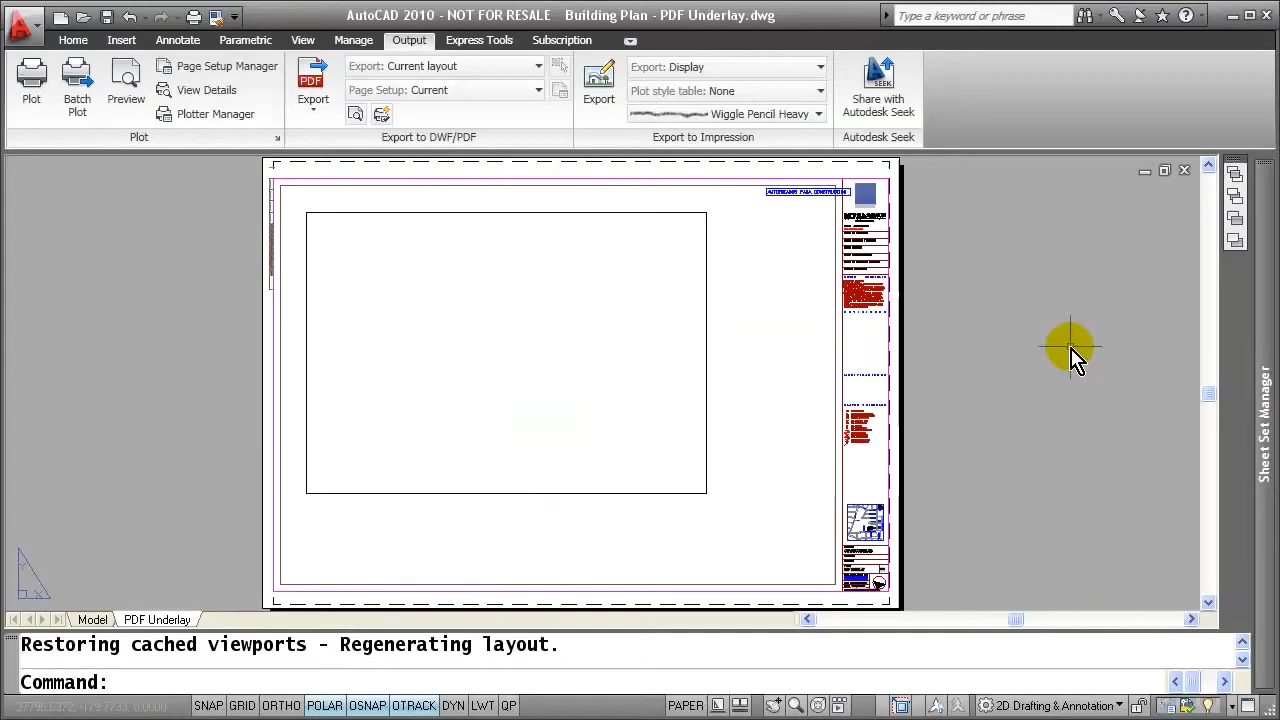 AutoCAD 2010 - NOT FOR RESALE Building Plan - PDF Underlay.dwg
Type a keyword or phrase
Home Insert Annotate Parametric View Manage Output Express Tools Subscription
Plot
Batch Plot
Preview
Page Setup Manager
View Details
Plotter Manager
Plot
PDF
Export
Export: Current layout
Page Setup: Current
Export to DWF/PDF
Export
Export: Display
Plot style table: None
Wiggle Pencil Heavy
Export to Impression
SEEK
Share with
Autodesk Seek
Autodesk Seek
Sheet Set Manager
Model PDF Underlay
Restoring cached viewports - Regenerating layout.
Command:
SNAP GRID ORTHO POLAR OSNAP OTRACK DYN LWT QP PAPER 2D Drafting & Annotation